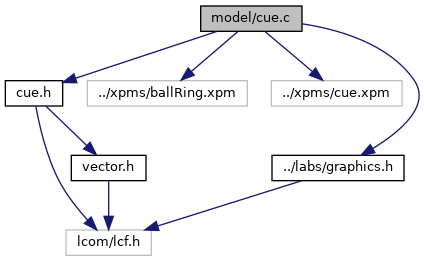 model/cue.c
cue.h
../xpms/ballRing.xpm
../xpms/cue.xpm
vector.h
../labs/graphics.h
lcom/lcf.h